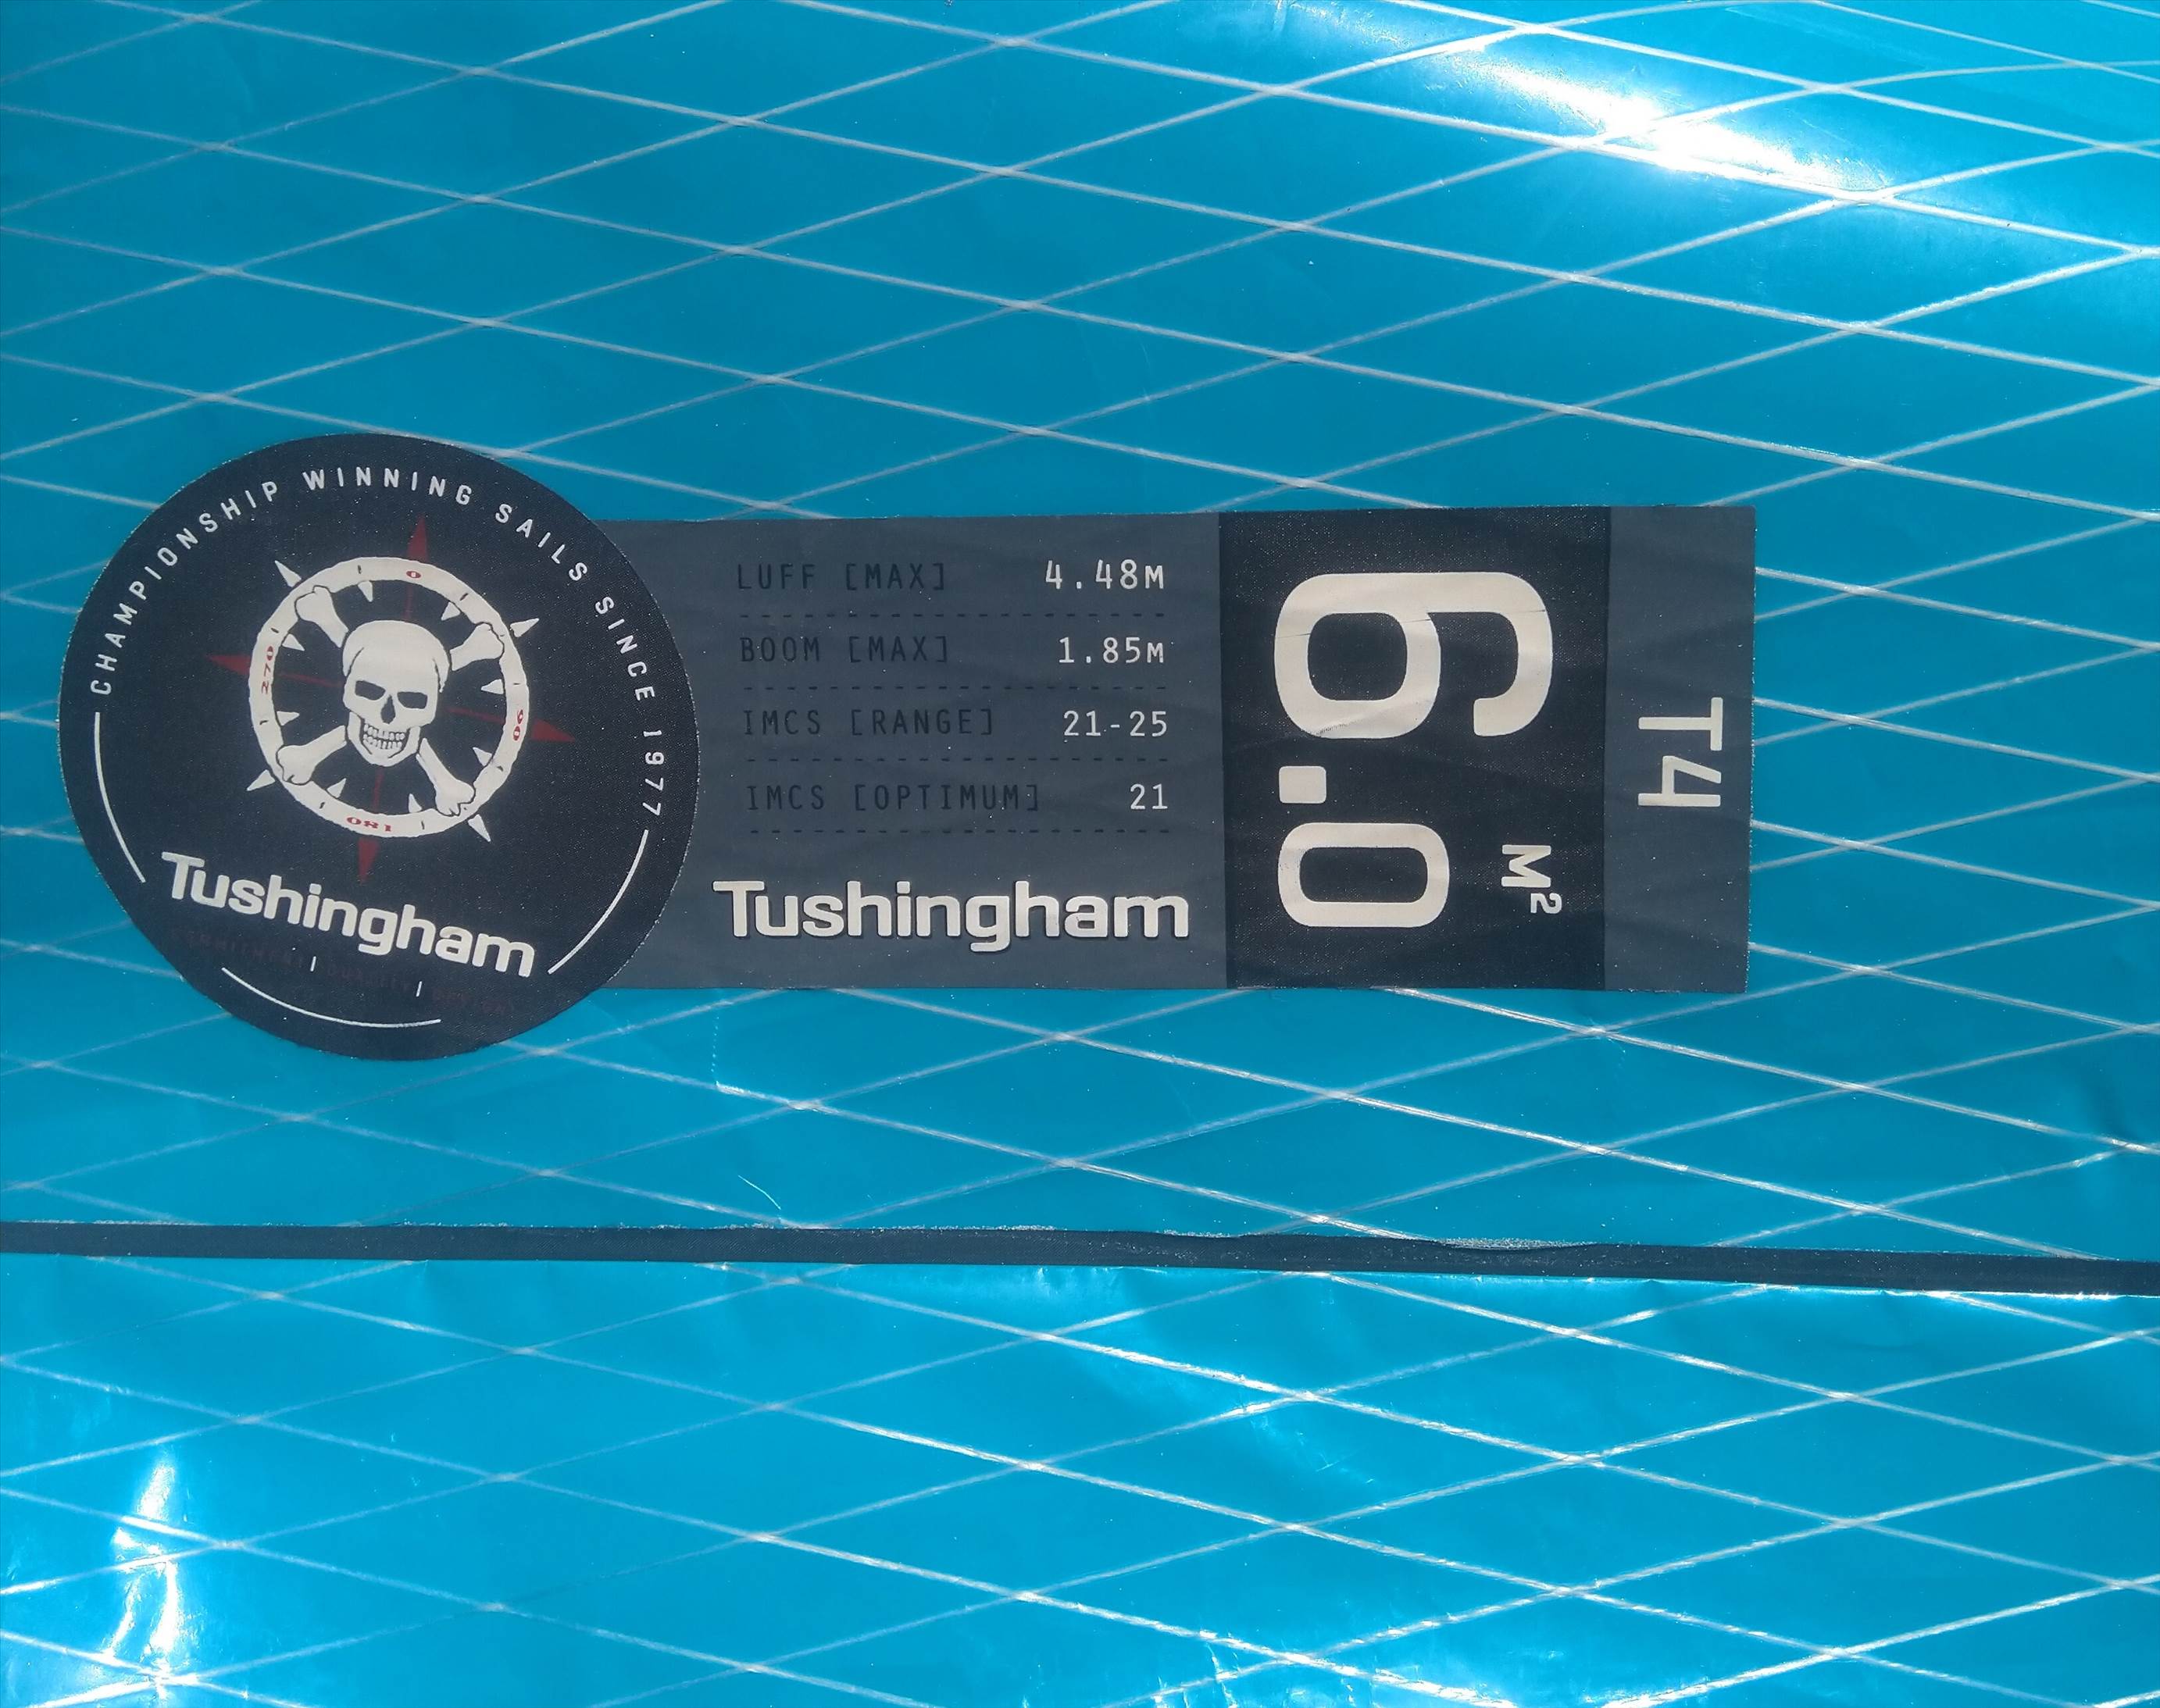 CHAMPIONSHIP WINNING SAILS SINCE 1977
0
90
180
270
Tushingham
LUFF [MAX] 4.48M
BOOM [MAX] 1.85M
IMCS [RANGE] 21-25
IMCS [OPTIMUM] 21
Tushingham
6.0 M²
T4